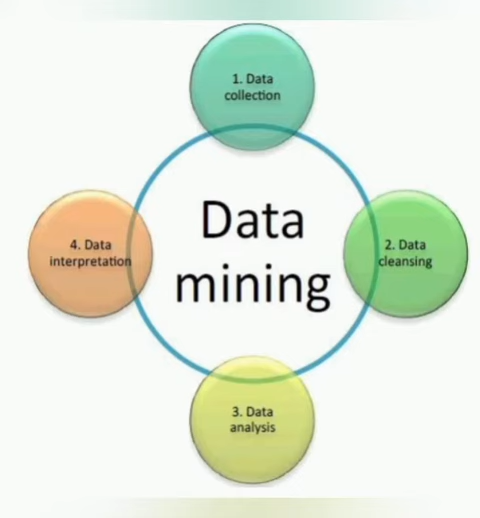 1. Data
collection
Data
mining
2. Data
cleansing
3. Data
analysis
4. Data
interpretation